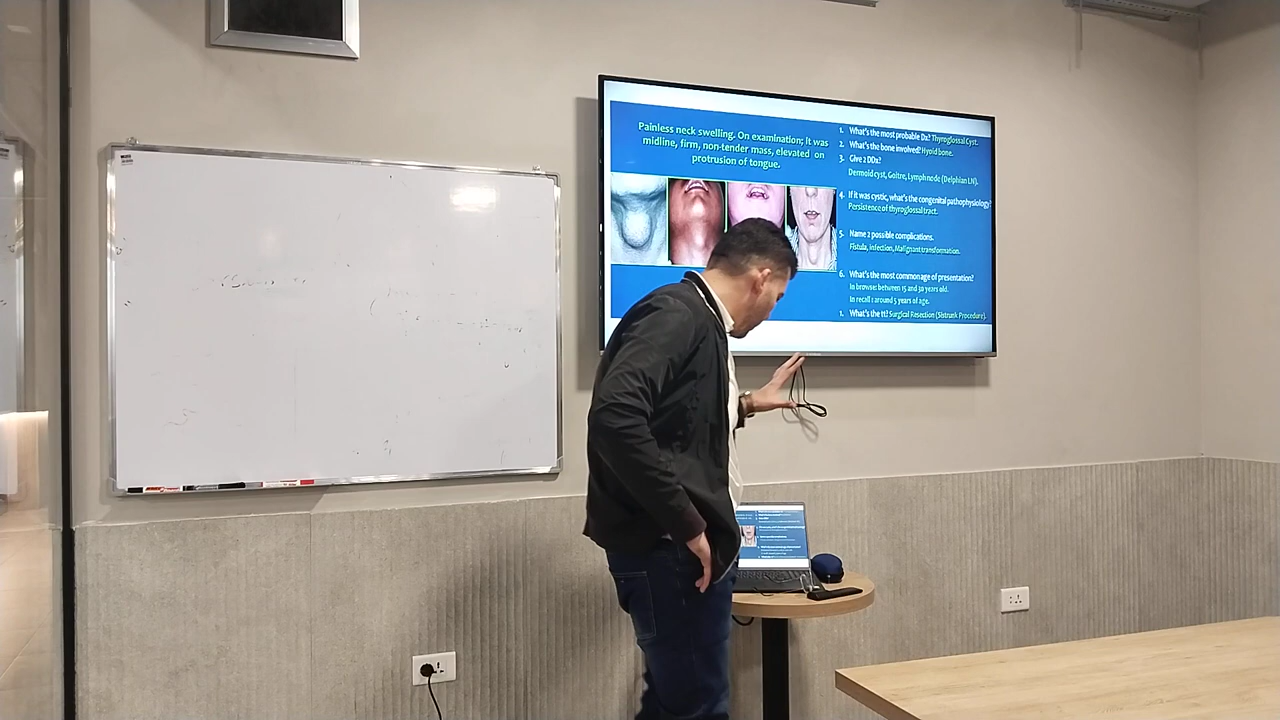 Painless neck swelling. On examination; it was
midline, firm, non-tender mass, elevated on
protrusion of tongue.
1. What's the most probable Dx? Thyroglossal Cyst.
2. What's the bone involved? Hyoid bone.
3. Give 2 DDx?
Dermoid cyst, Goitre, Lymph node (Delphian LN).
4. If it was cystic, what's the congenital pathophysiology?
Persistence of thyroglossal tract.
5. Name 2 possible complications.
Fistula, infection, Malignant transformation.
6. What's the most common age of presentation?
In browse: between 15 and 30 years old.
In recall: around 5 years of age.
1. What's the tt? Surgical Resection (Sistrunk Procedure).